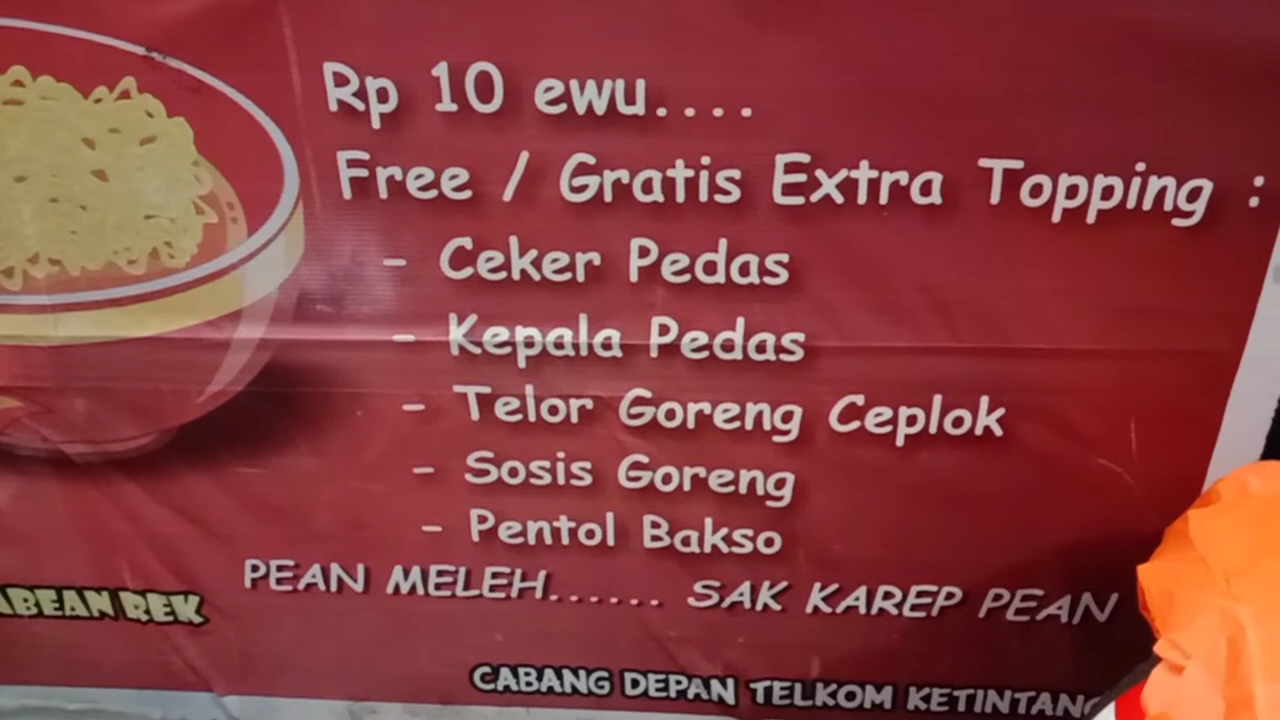 Rp 10 ewu....
Free / Gratis Extra Topping :
- Ceker Pedas
- Kepala Pedas
- Telor Goreng Ceplok
- Sosis Goreng
- Pentol Bakso
PEAN MELEH...... SAK KAREP PEAN
REK
CABANG DEPAN TELKOM